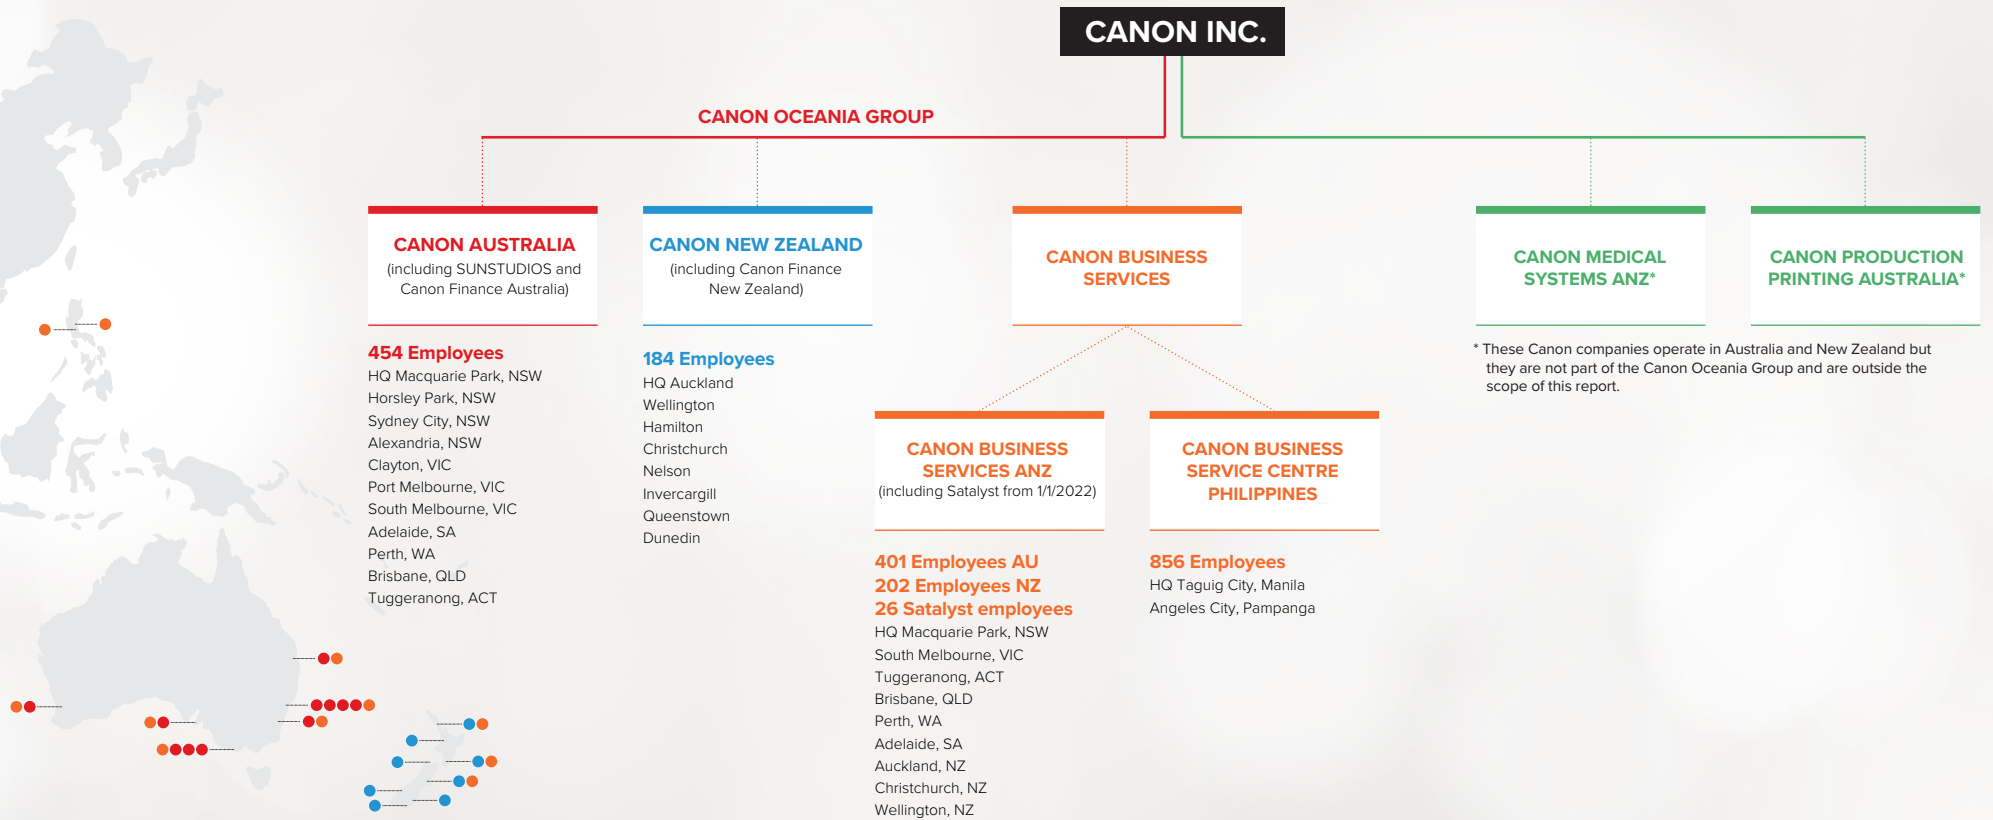 CANON INC.
CANON OCEANIA GROUP
CANON AUSTRALIA
(including SUNSTUDIOS and
Canon Finance Australia)
454 Employees
HQ Macquarie Park, NSW
Horsley Park, NSW
Sydney City, NSW
Alexandria, NSW
Clayton, VIC
Port Melbourne, VIC
South Melbourne, VIC
Adelaide, SA
Perth, WA
Brisbane, QLD
Tuggeranong, ACT
CANON NEW ZEALAND
(including Canon Finance
New Zealand)
184 Employees
HQ Auckland
Wellington
Hamilton
Christchurch
Nelson
Invercargill
Queenstown
Dunedin
CANON BUSINESS
SERVICES
CANON BUSINESS
SERVICES ANZ
(including Satalyst from 1/1/2022)
401 Employees AU
202 Employees NZ
26 Satalyst employees
HQ Macquarie Park, NSW
South Melbourne, VIC
Tuggeranong, ACT
Brisbane, QLD
Perth, WA
Adelaide, SA
Auckland, NZ
Christchurch, NZ
Wellington, NZ
CANON BUSINESS
SERVICE CENTRE
PHILIPPINES
856 Employees
HQ Taguig City, Manila
Angeles City, Pampanga
CANON MEDICAL
SYSTEMS ANZ*
CANON PRODUCTION
PRINTING AUSTRALIA*
* These Canon companies operate in Australia and New Zealand but
they are not part of the Canon Oceania Group and are outside the
scope of this report.